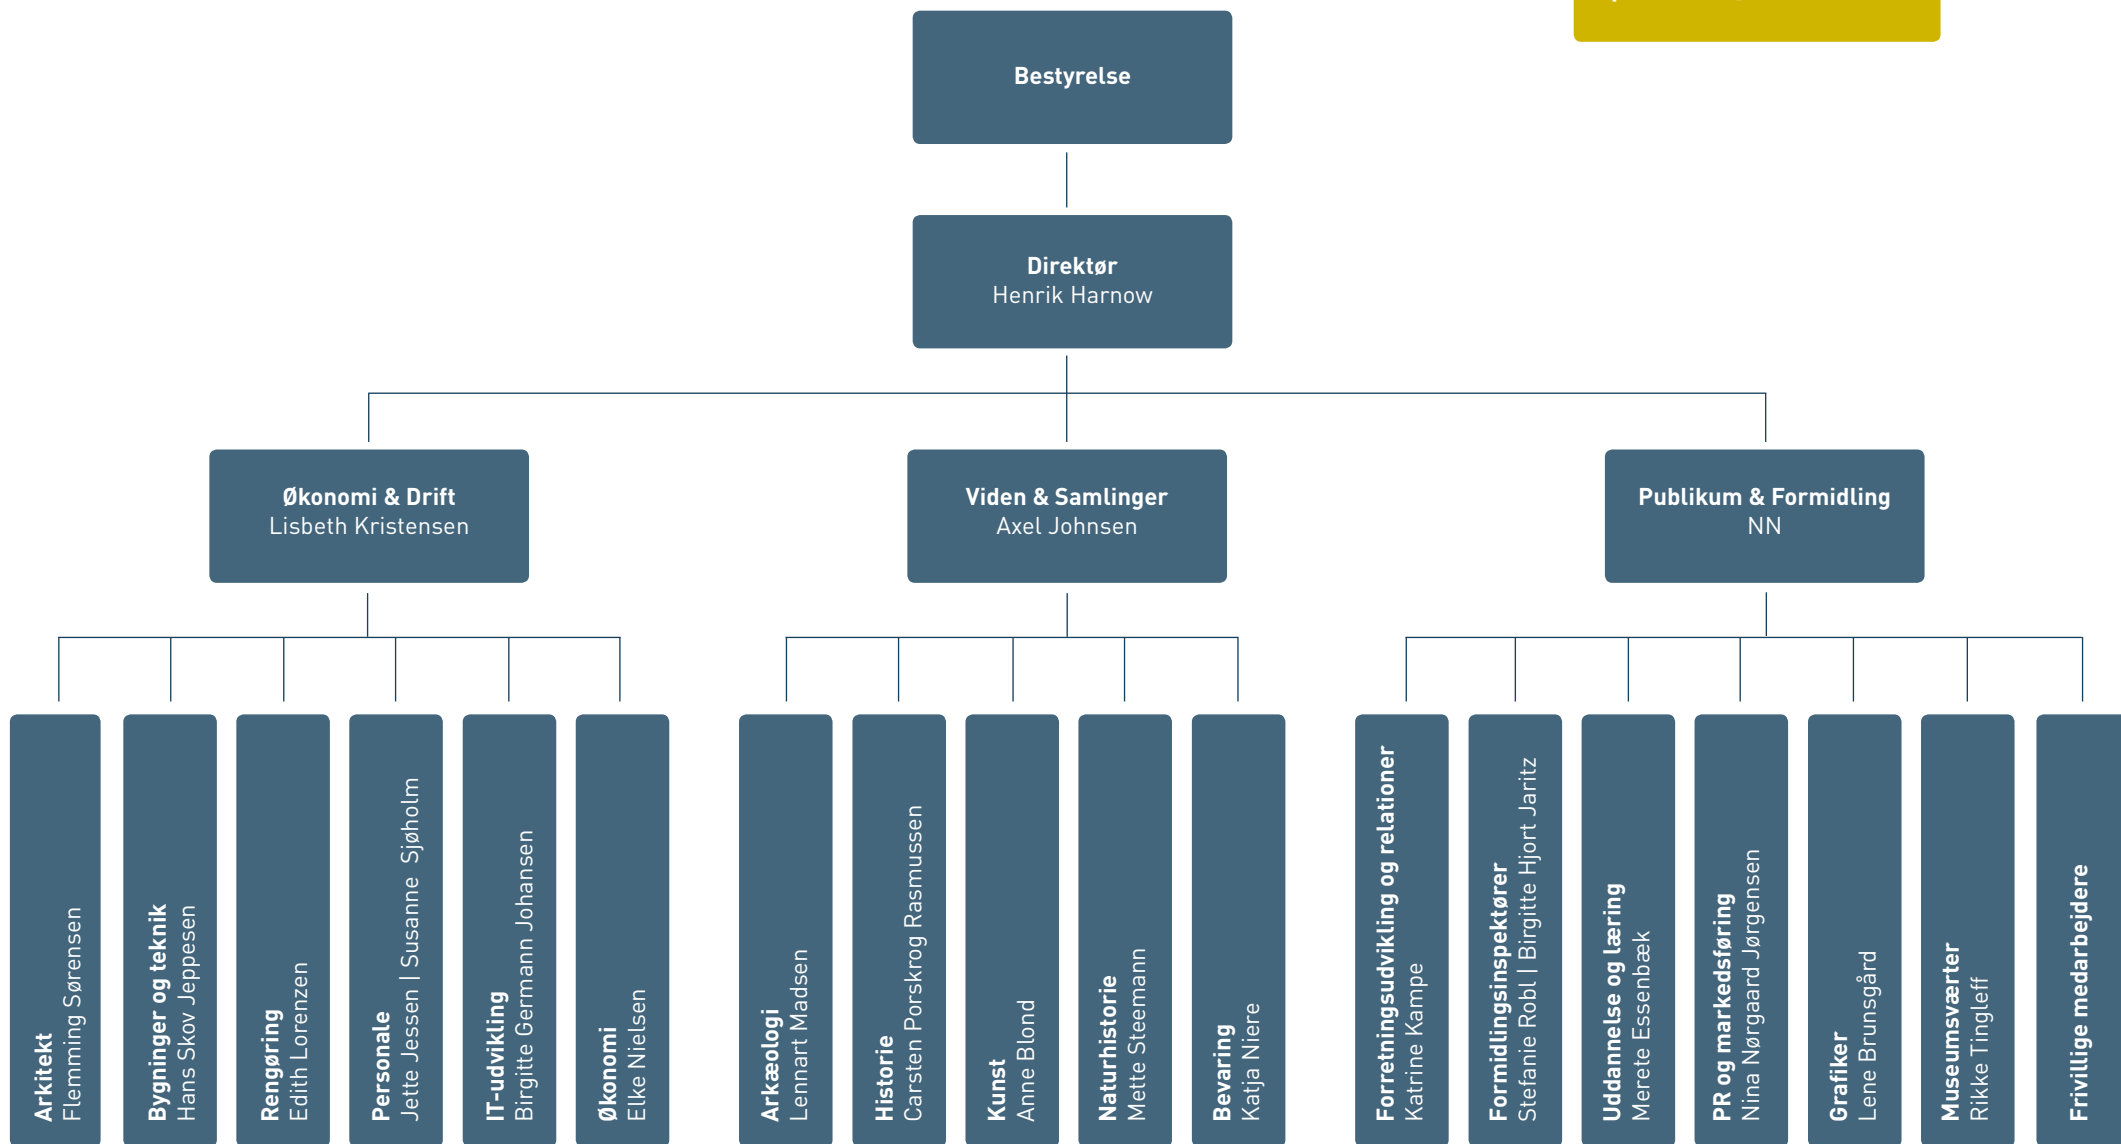 Bestyrelse
Direktør
Henrik Harnow
Økonomi & Drift
Lisbeth Kristensen
Viden & Samlinger
Axel Johnsen
Publikum & Formidling
NN
Arkitekt
Flemming Sørensen
Bygninger og teknik
Hans Skov Jeppesen
Rengøring
Edith Lorenzen
Personale
Jette Jessen | Susanne Sjøholm
IT-udvikling
Birgitte Germann Johansen
Økonomi
Elke Nielsen
Arkæologi
Lennart Madsen
Historie
Carsten Porskrog Rasmussen
Kunst
Anne Blond
Naturhistorie
Mette Steemann
Bevaring
Katja Niere
Forretningsudvikling og relationer
Katrine Kampe
Formidlingsinspektører
Stefanie Robl | Birgitte Hjort Jaritz
Uddannelse og læring
Merete Essenbæk
PR og markedsføring
Nina Nørgaard Jørgensen
Grafiker
Lene Brunsgård
Museumsværter
Rikke Tingleff
Frivillige medarbejdere